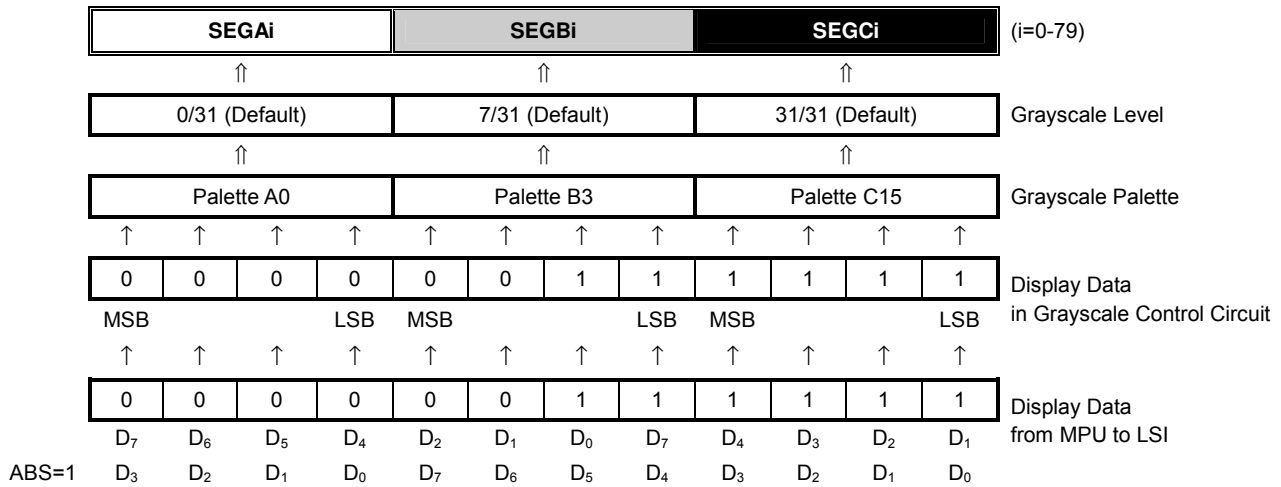 SEGAi SEGBi SEGCi (i=0-79)
⇑ ⇑ ⇑
0/31 (Default) 7/31 (Default) 31/31 (Default) Grayscale Level
⇑ ⇑ ⇑
Palette A0 Palette B3 Palette C15 Grayscale Palette
↑ ↑ ↑ ↑ ↑ ↑ ↑ ↑ ↑ ↑ ↑ ↑
0 0 0 0 0 0 1 1 1 1 1 1 Display Data
in Grayscale Control Circuit
MSB LSB MSB LSB MSB LSB
↑ ↑ ↑ ↑ ↑ ↑ ↑ ↑ ↑ ↑ ↑ ↑
0 0 0 0 0 0 1 1 1 1 1 1 Display Data
from MPU to LSI
D₇ D₆ D₅ D₄ D₂ D₁ D₀ D₇ D₄ D₃ D₂ D₁
ABS=1 D₃ D₂ D₁ D₀ D₇ D₆ D₅ D₄ D₃ D₂ D₁ D₀